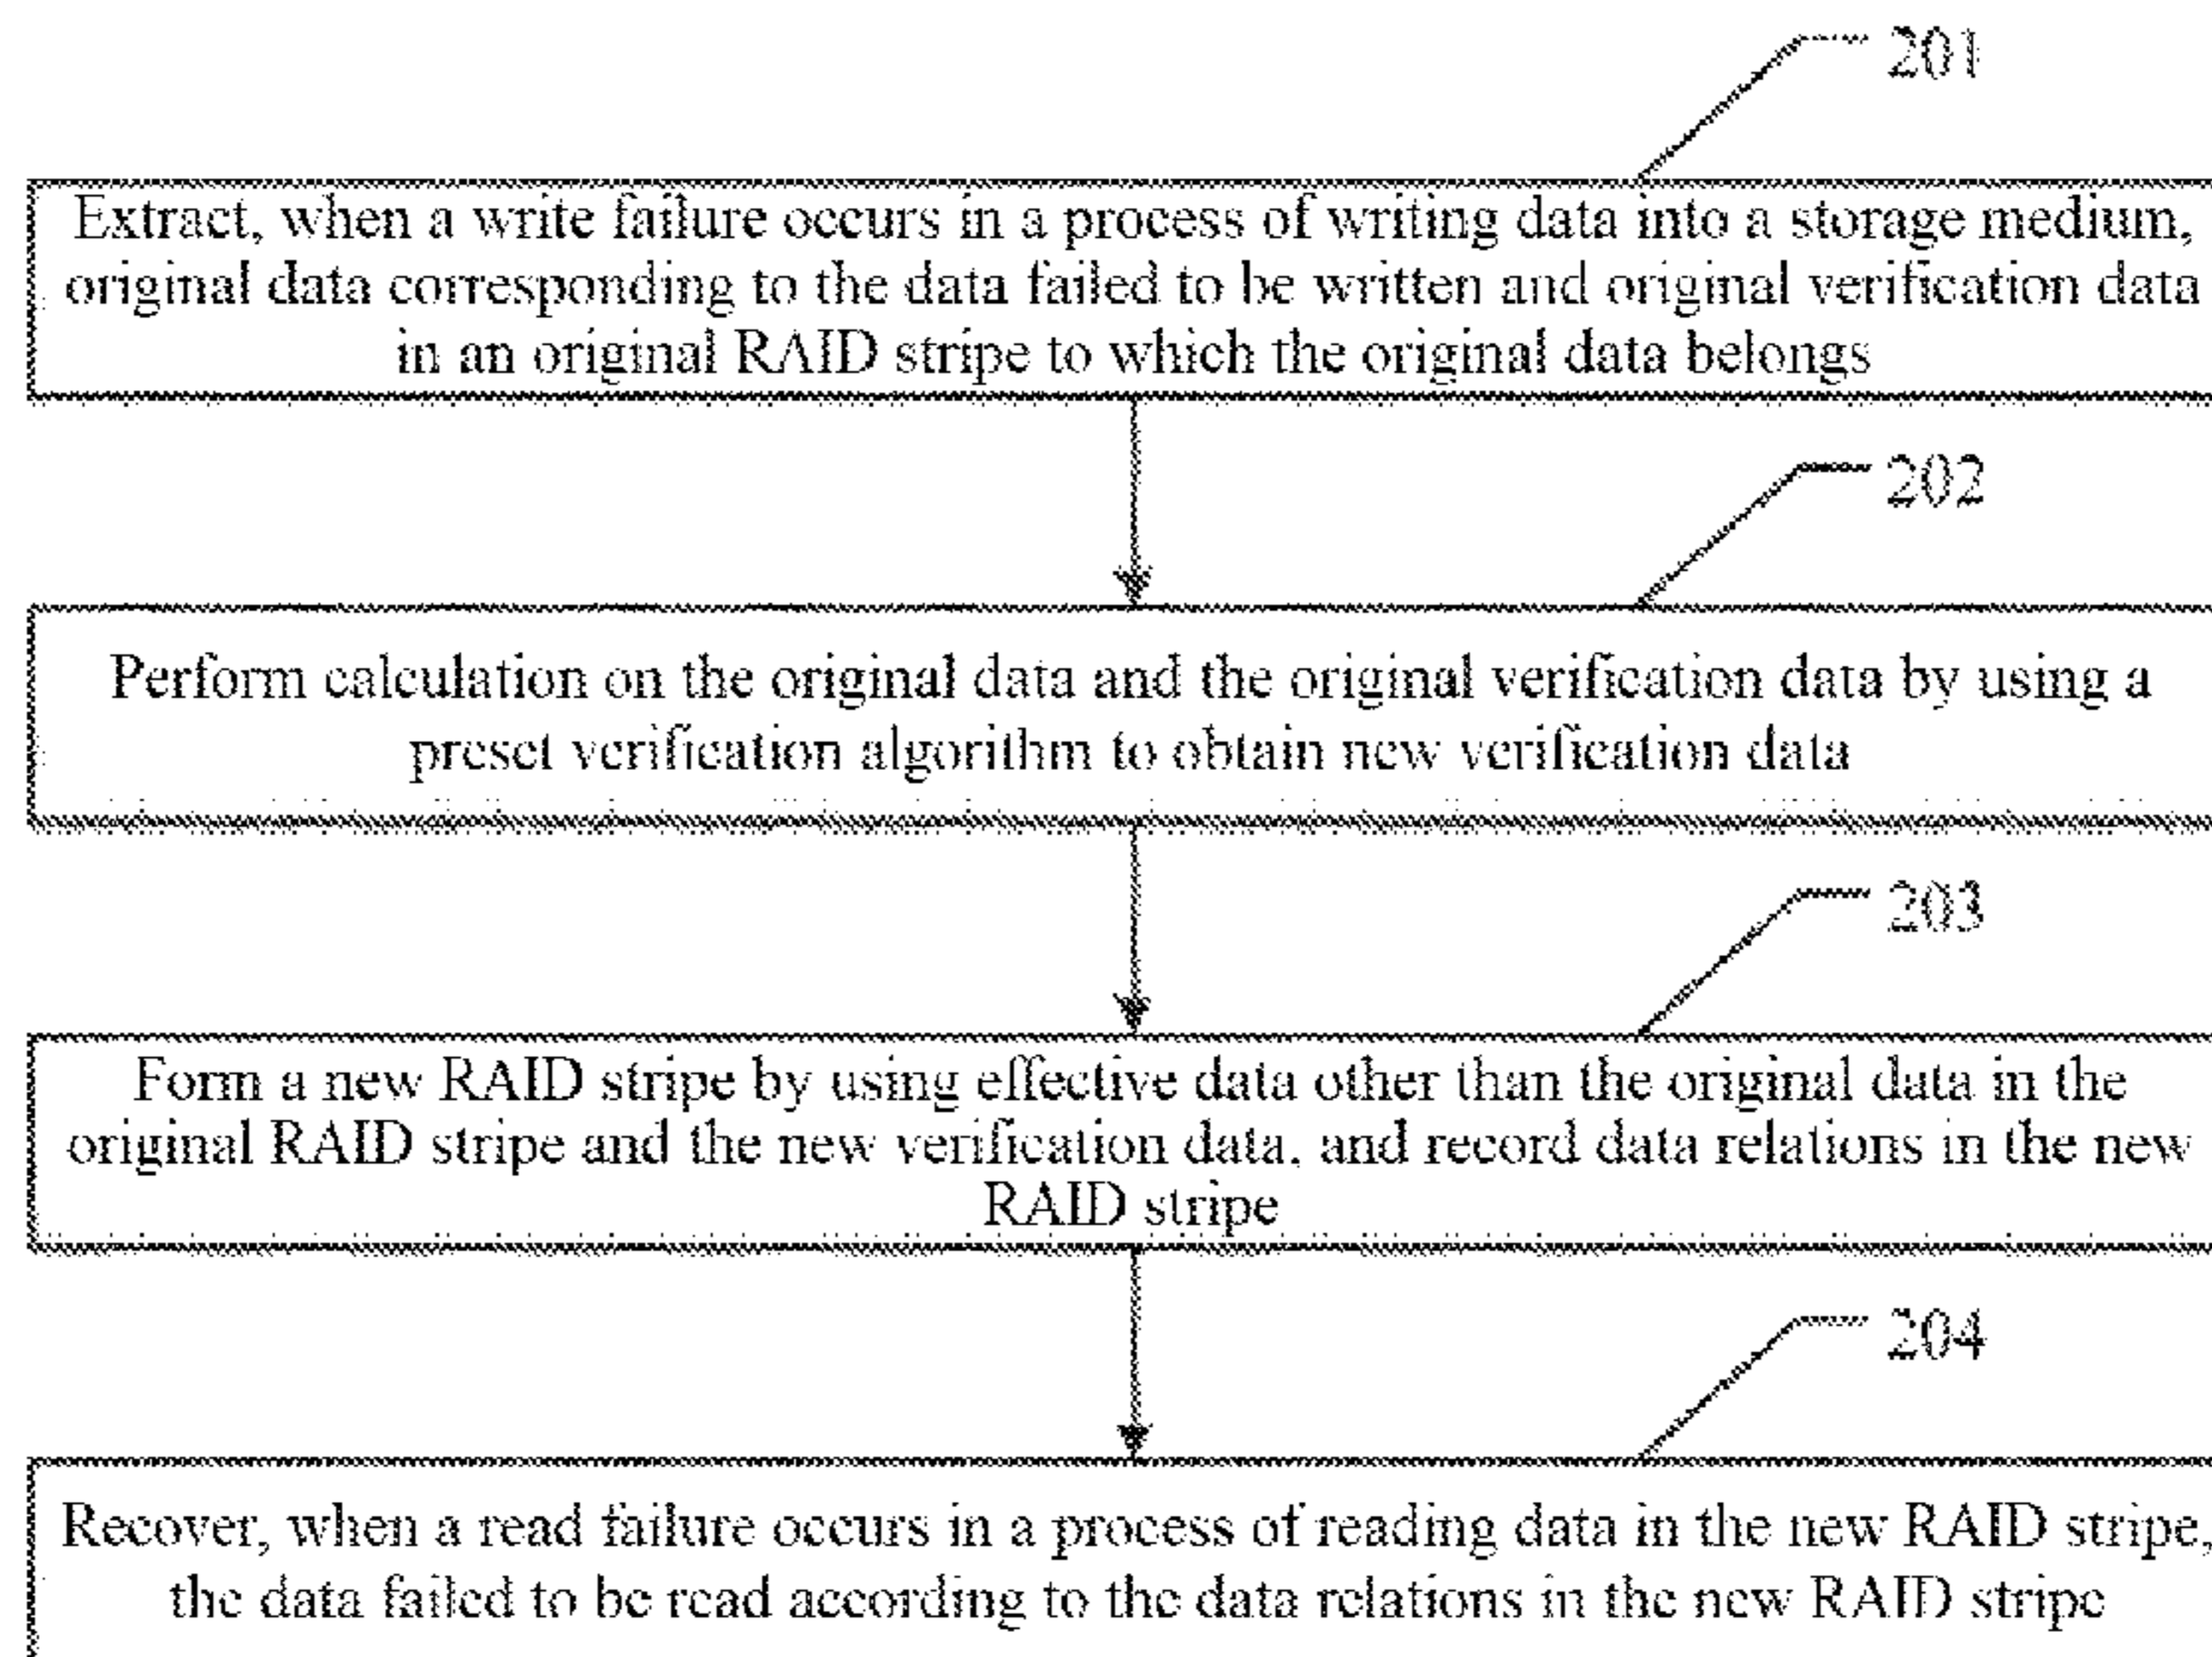 201
Extract, when a write failure occurs in a process of writing data into a storage medium,
original data corresponding to the data failed to be written and original verification data
in an original RAID stripe to which the original data belongs
202
Perform calculation on the original data and the original verification data by using a
preset verification algorithm to obtain new verification data
203
Form a new RAID stripe by using effective data other than the original data in the
original RAID stripe and the new verification data, and record data relations in the new
RAID stripe
204
Recover, when a read failure occurs in a process of reading data in the new RAID stripe,
the data failed to be read according to the data relations in the new RAID stripe